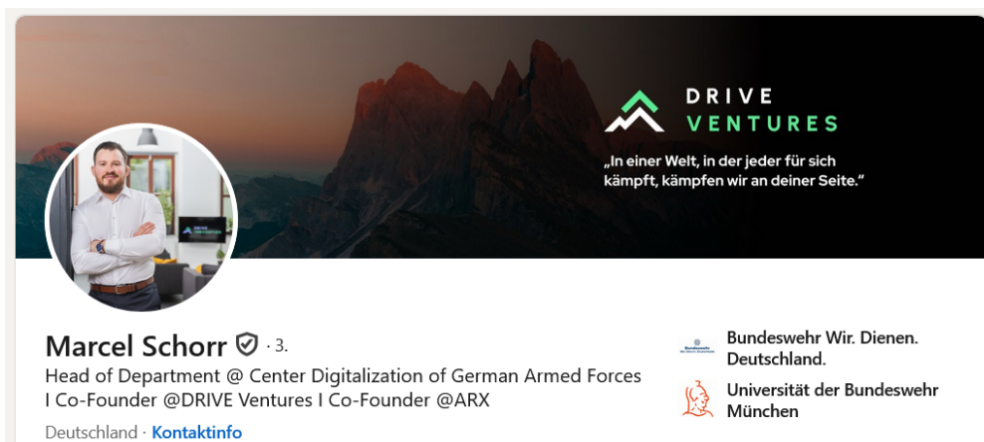 DRIVE
VENTURES
„In einer Welt, in der jeder für sich
kämpft, kämpfen wir an deiner Seite.“
DRIVE
Marcel Schorr · 3.
Head of Department @ Center Digitalization of German Armed Forces
I Co-Founder @DRIVE Ventures I Co-Founder @ARX
Deutschland · Kontaktinfo
Bundeswehr
Bundeswehr Wir. Dienen.
Deutschland.
Universität der Bundeswehr
München